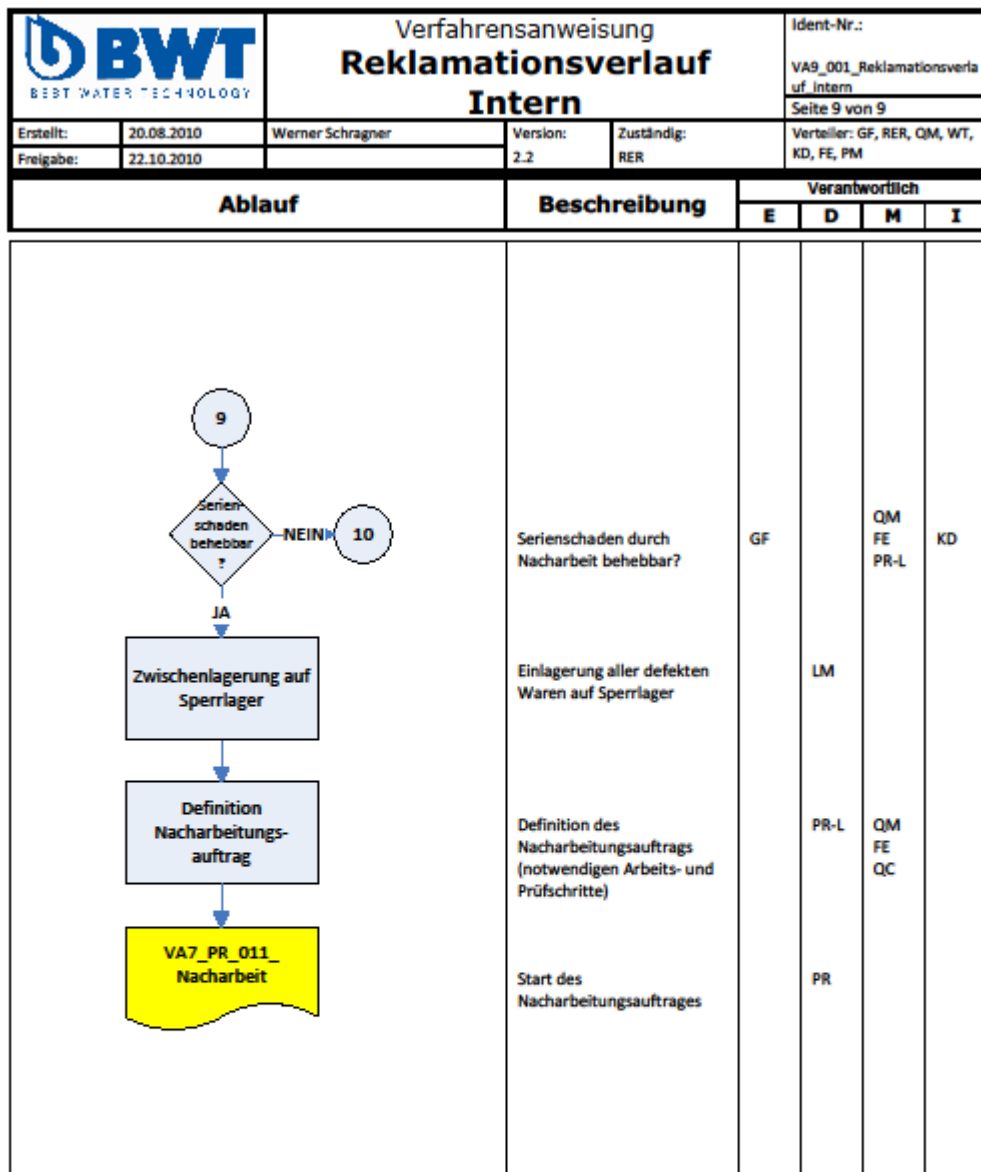 BWT
BEST WATER TECHNOLOGY
Verfahrensanweisung
Reklamationsverlauf
Intern
Ident-Nr.:
VA9_001_Reklamationsverla
uf_intern
Seite 9 von 9
Erstellt: 20.08.2010 Werner Schragner Version: Zuständig: Verteiler: GF, RER, QM, WT,
Freigabe: 22.10.2010 2.2 RER KD, FE, PM
Ablauf Beschreibung Verantwortlich
E D M I
9
Serien-
schaden
behebbar
?
NEIN
10
JA
Serienschaden durch
Nacharbeit behebbar?
GF
QM
FE
PR-L
KD
Zwischenlagerung auf
Sperrlager
Einlagerung aller defekten
Waren auf Sperrlager
LM
Definition
Nacharbeitungs-
auftrag
Definition des
Nacharbeitungsauftrags
(notwendigen Arbeits- und
Prüfschritte)
PR-L
QM
FE
QC
VA7_PR_011_
Nacharbeit
Start des
Nacharbeitungsauftrages
PR